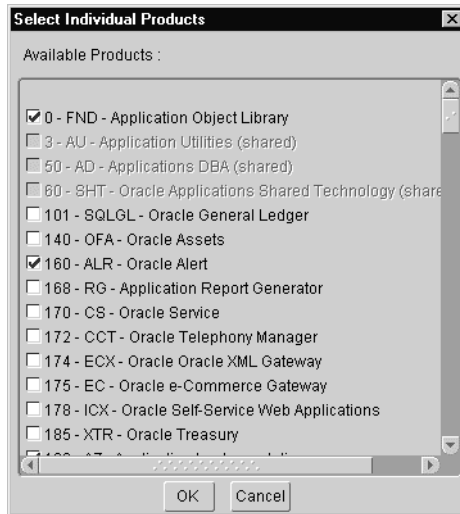 Select Individual Products
Available Products :
0 - FND - Application Object Library
3 - AU - Application Utilities (shared)
50 - AD - Applications DBA (shared)
60 - SHT - Oracle Applications Shared Technology (share
101 - SQLGL - Oracle General Ledger
140 - OFA - Oracle Assets
160 - ALR - Oracle Alert
168 - RG - Application Report Generator
170 - CS - Oracle Service
172 - CCT - Oracle Telephony Manager
174 - ECX - Oracle Oracle XML Gateway
175 - EC - Oracle e-Commerce Gateway
178 - ICX - Oracle Self-Service Web Applications
185 - XTR - Oracle Treasury
OK Cancel